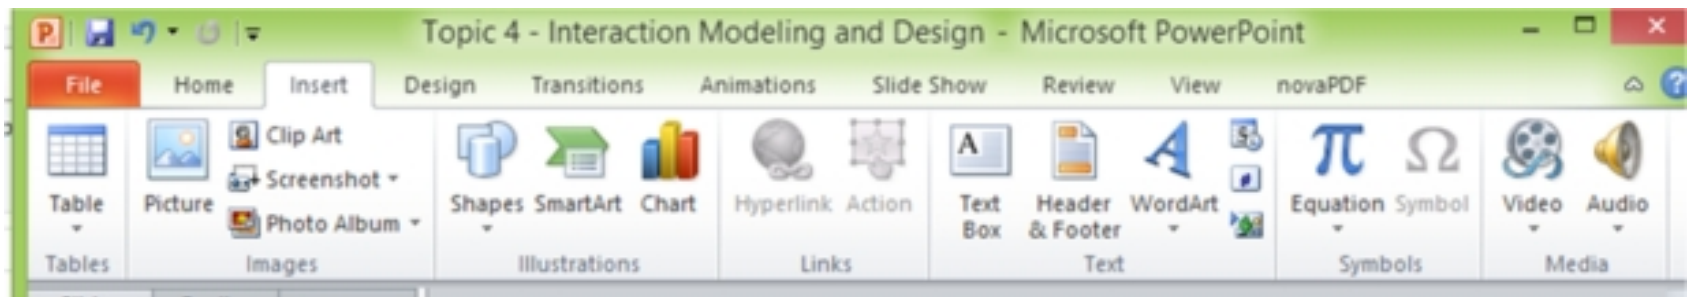 P
Topic 4 - Interaction Modeling and Design - Microsoft PowerPoint
File Home Insert Design Transitions Animations Slide Show Review View novaPDF
Table
Tables
Picture
Clip Art
Screenshot
Photo Album
Images
Shapes SmartArt Chart
Illustrations
Hyperlink Action
Links
Text
Box
Header
& Footer
WordArt
Text
Equation Symbol
Symbols
Video Audio
Media